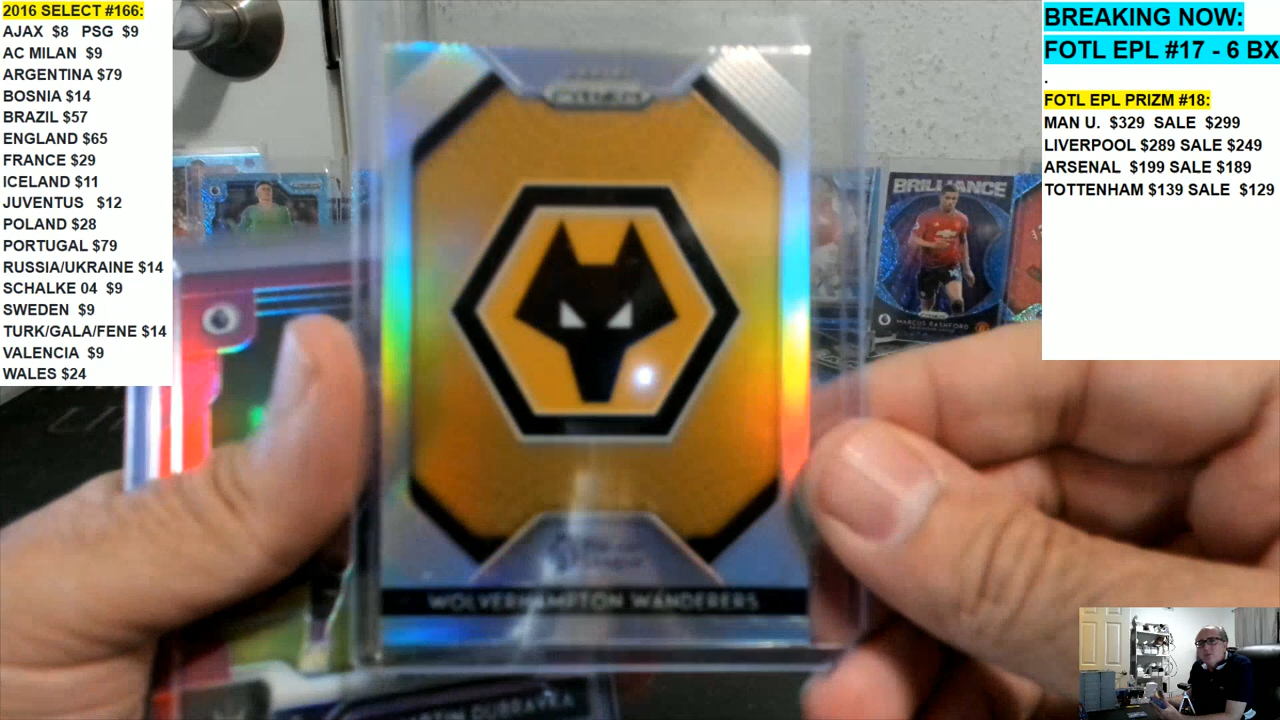 2016 SELECT #166:
AJAX $8 PSG $9
AC MILAN $9
ARGENTINA $79
BOSNIA $14
BRAZIL $57
ENGLAND $65
FRANCE $29
ICELAND $11
JUVENTUS $12
POLAND $28
PORTUGAL $79
RUSSIA/UKRAINE $14
SCHALKE 04 $9
SWEDEN $9
TURK/GALA/FENE $14
VALENCIA $9
WALES $24
BREAKING NOW:
FOTL EPL #17 - 6 BX
.
FOTL EPL PRIZM #18:
MAN U. $329 SALE $299
LIVERPOOL $289 SALE $249
ARSENAL $199 SALE $189
TOTTENHAM $139 SALE $129
PRIZM
WOLVERHAMPTON WANDERERS
BRILLIANCE
MARCUS RASHFORD
DUBRAVKA